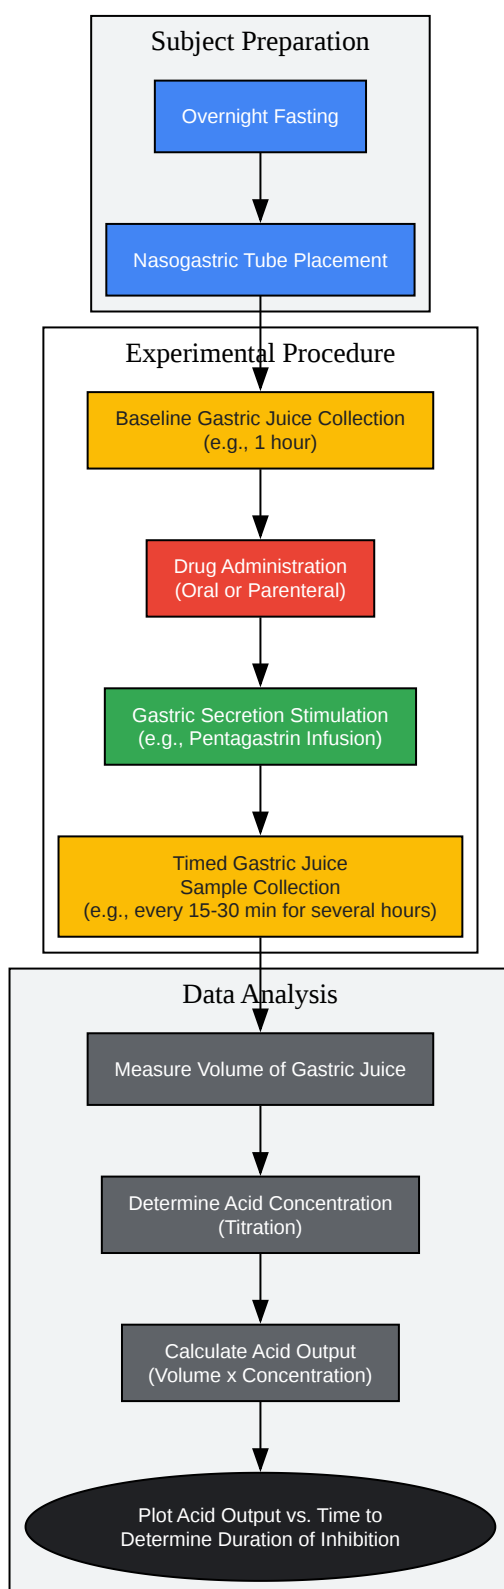 Subject Preparation
Overnight Fasting
Nasogastric Tube Placement
Experimental Procedure
Baseline Gastric Juice Collection
(e.g., 1 hour)
Drug Administration
(Oral or Parenteral)
Gastric Secretion Stimulation
(e.g., Pentagastrin Infusion)
Timed Gastric Juice
Sample Collection
(e.g., every 15-30 min for several hours)
Data Analysis
Measure Volume of Gastric Juice
Determine Acid Concentration
(Titration)
Calculate Acid Output
(Volume x Concentration)
Plot Acid Output vs. Time to
Determine Duration of Inhibition